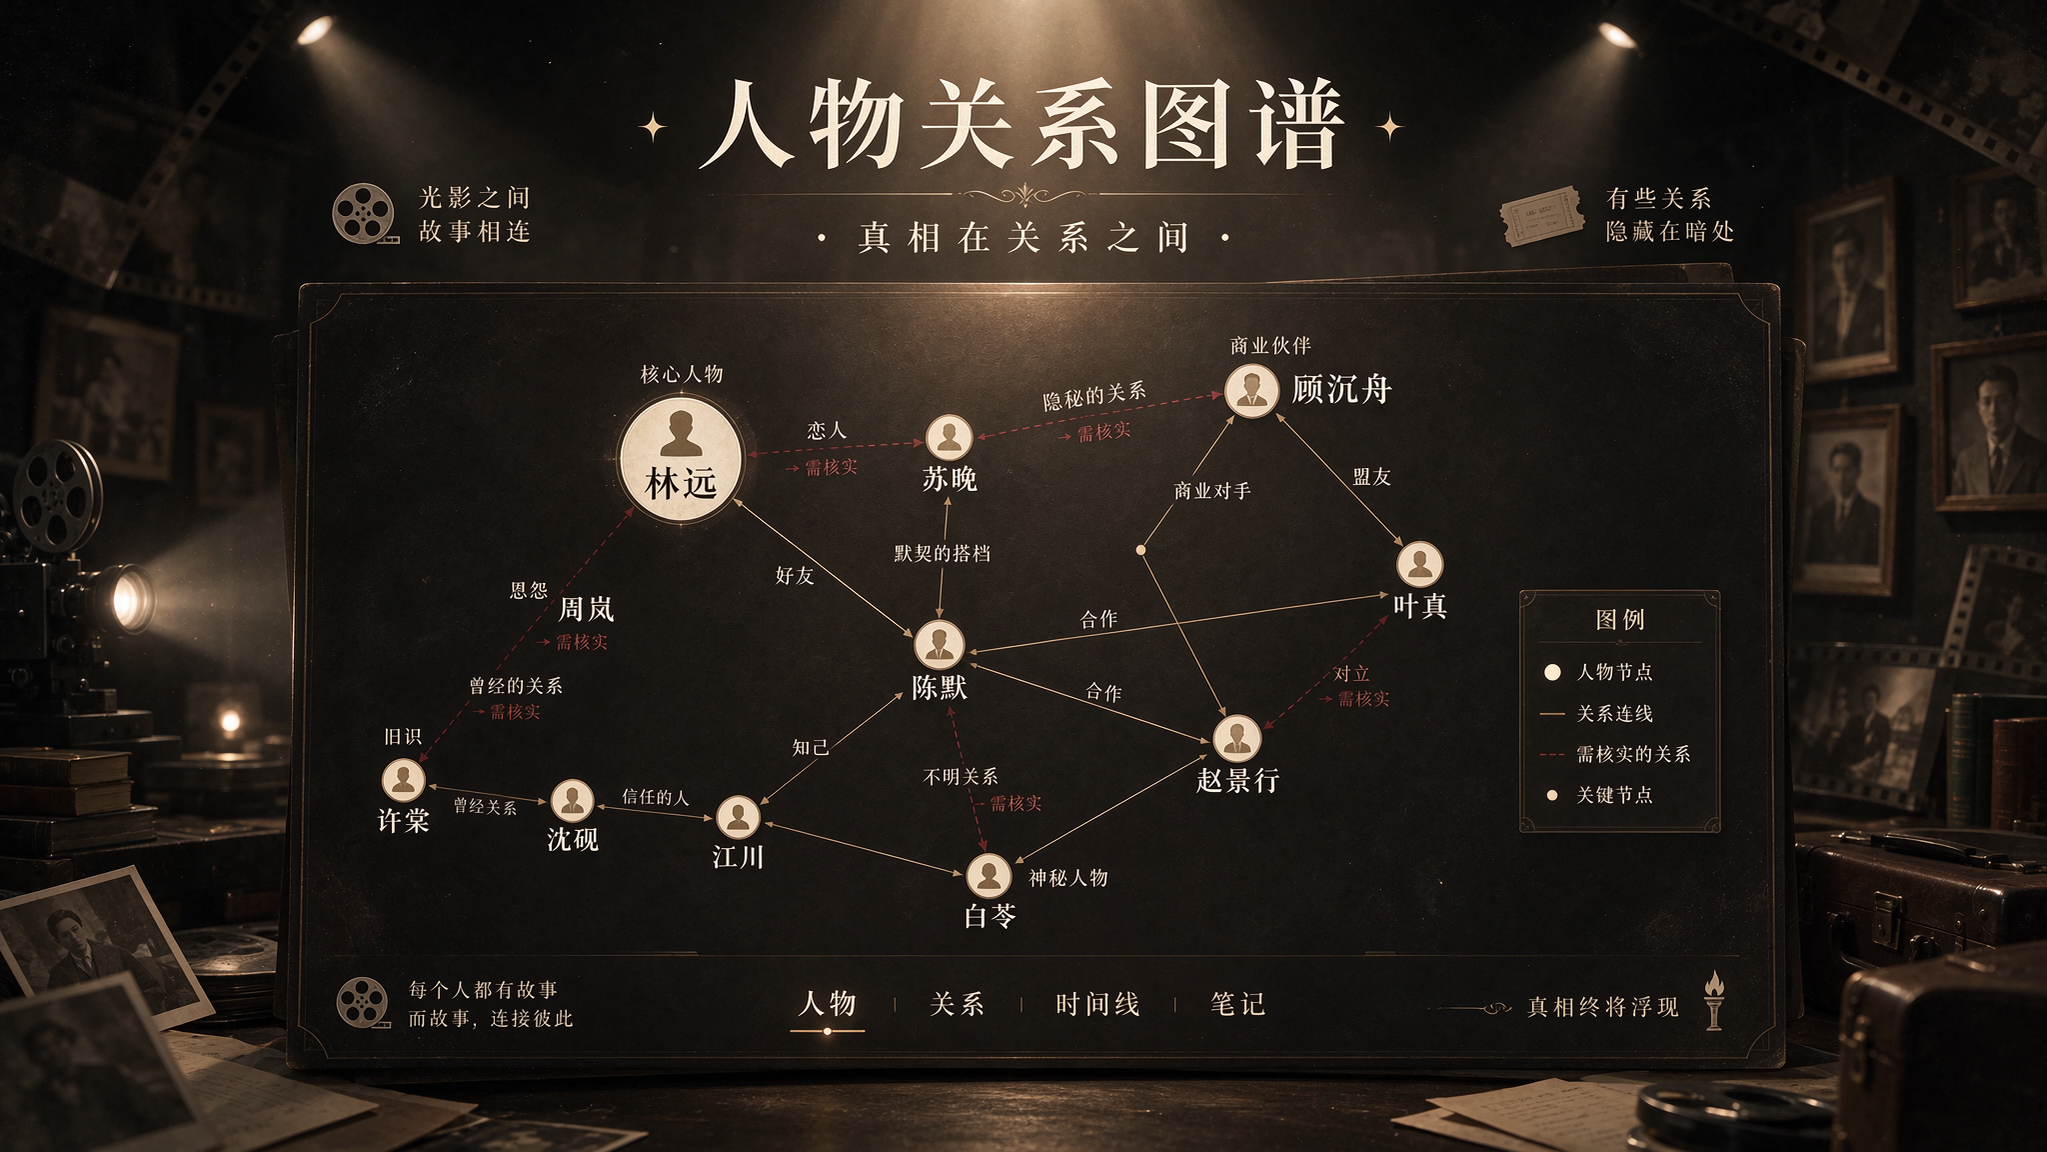 人物关系图谱
真相在关系之间
光影之间
故事相连
有些关系
隐藏在暗处
核心人物
林远
恋人
→ 需核实
苏晚
隐秘的关系
→ 需核实
商业伙伴
顾沉舟
商业对手
盟友
叶真
默契的搭档
好友
恩怨
周岚
→ 需核实
曾经的关系
→ 需核实
合作
陈默
合作
对立
→ 需核实
旧识
许棠
曾经关系
沈砚
信任的人
江川
知己
不明关系
→ 需核实
赵景行
白苓
神秘人物
图例
人物节点
关系连线
需核实的关系
关键节点
每个人都有故事
而故事，连接彼此
人物
关系
时间线
笔记
真相终将浮现